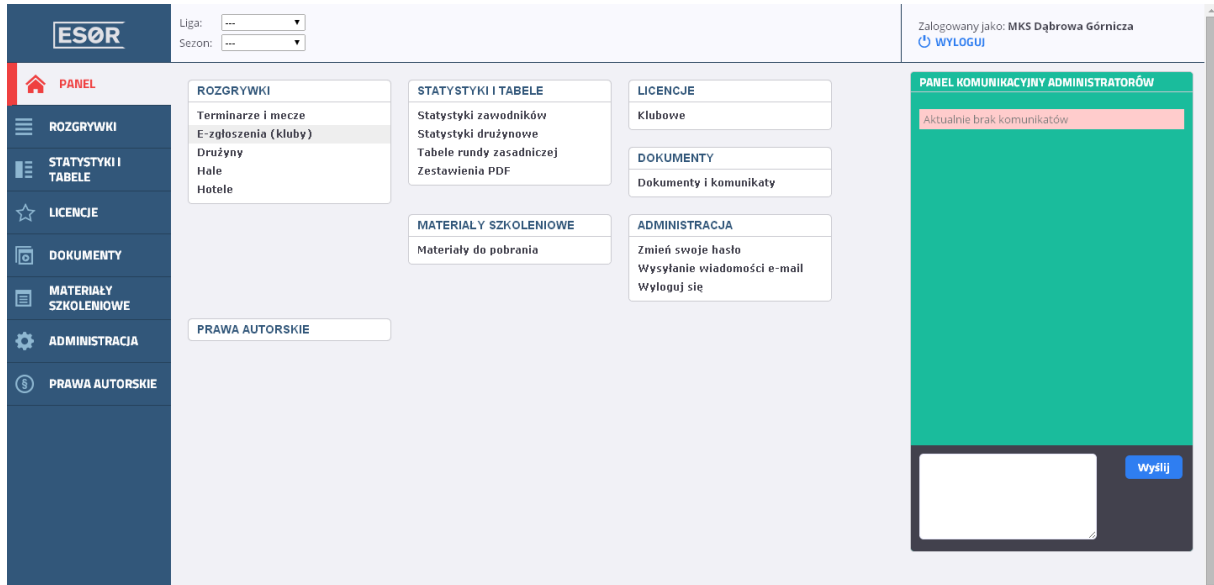 ESØR
Liga: ---
Sezon: ---
Zalogowany jako: MKS Dąbrowa Górnicza
WYLOGUJ
PANEL
ROZGRYWKI
STATYSTYKI I
TABELE
LICENCJE
DOKUMENTY
MATERIAŁY
SZKOLENIOWE
ADMINISTRACJA
PRAWA AUTORSKIE
ROZGRYWKI
Terminarze i mecze
E-zgłoszenia (kluby)
Drużyny
Hale
Hotele
STATYSTYKI I TABELE
Statystyki zawodników
Statystyki drużynowe
Tabele rundy zasadniczej
Zestawienia PDF
LICENCJE
Klubowe
DOKUMENTY
Dokumenty i komunikaty
MATERIAŁY SZKOLENIOWE
Materiały do pobrania
ADMINISTRACJA
Zmień swoje hasło
Wysyłanie wiadomości e-mail
Wyloguj się
PRAWA AUTORSKIE
PANEL KOMUNIKACYJNY ADMINISTRATORÓW
Aktualnie brak komunikatów
Wyślij